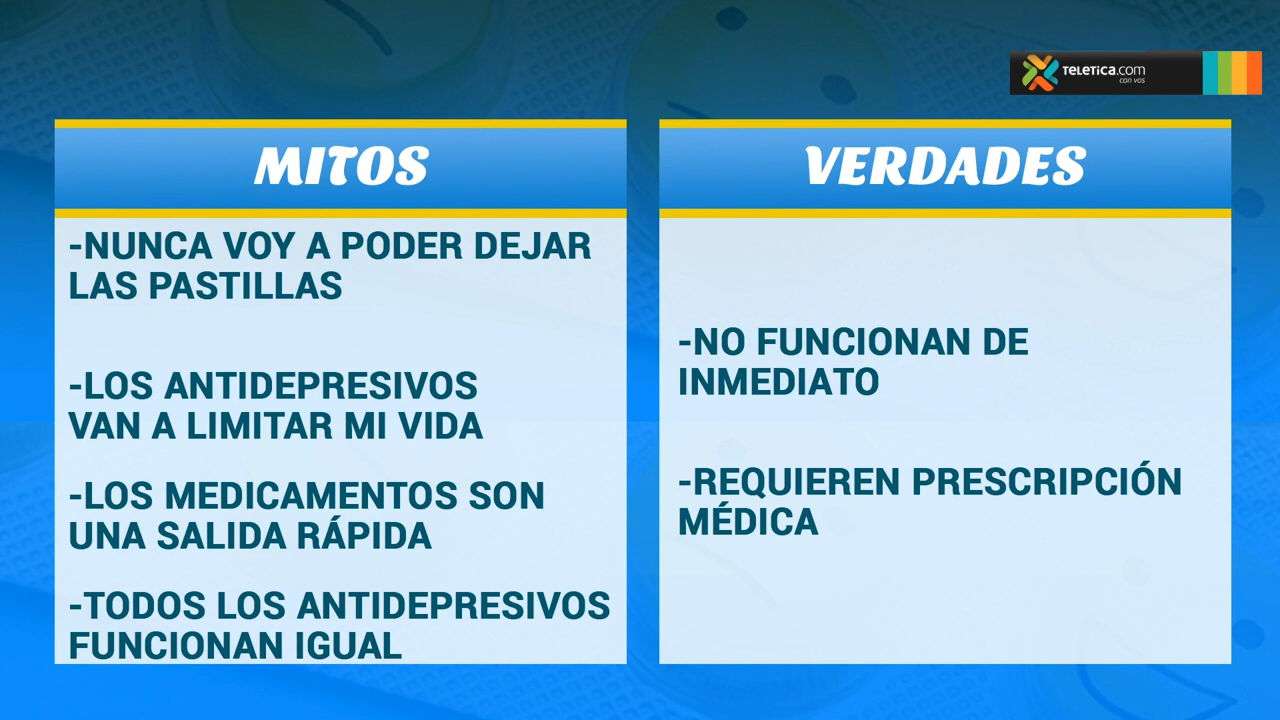 TELETICA.COM
con vos
MITOS
-NUNCA VOY A PODER DEJAR
LAS PASTILLAS
-LOS ANTIDEPRESIVOS
VAN A LIMITAR MI VIDA
-LOS MEDICAMENTOS SON
UNA SALIDA RÁPIDA
-TODOS LOS ANTIDEPRESIVOS
FUNCIONAN IGUAL
VERDADES
-NO FUNCIONAN DE
INMEDIATO
-REQUIEREN PRESCRIPCIÓN
MÉDICA